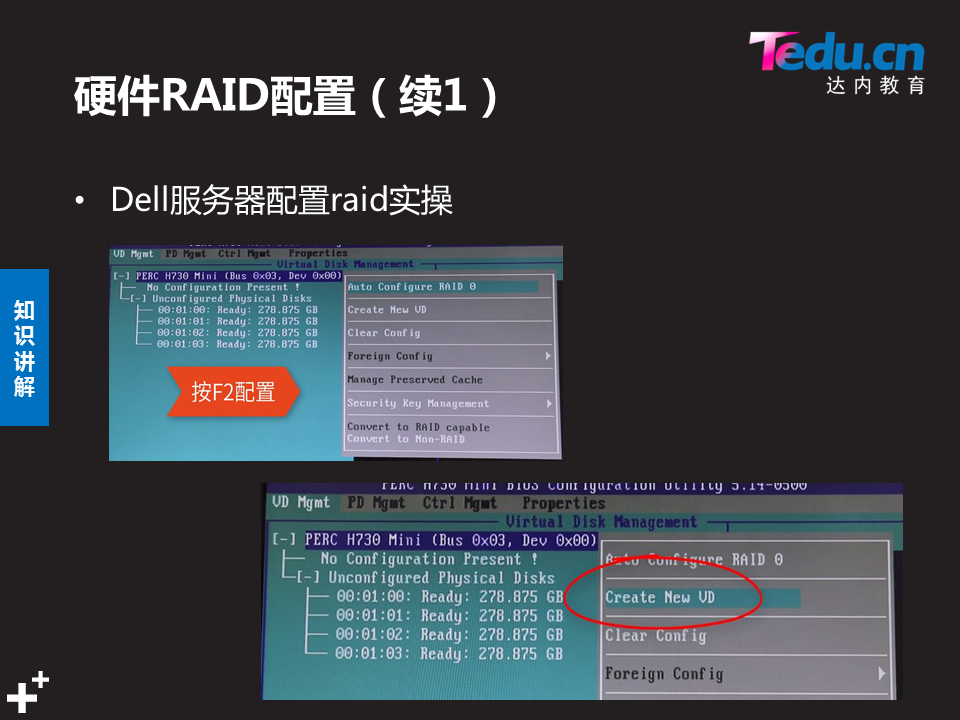 Tedu.cn
达内教育
硬件RAID配置（续1）
• Dell服务器配置raid实操
知识讲解
VD Mgmt PD Mgmt Ctrl Mgmt Properties
Virtual Disk Management
[-] PERC H730 Mini (Bus 0x03, Dev 0x00)
No Configuration Present !
[-] Unconfigured Physical Disks
00:01:00: Ready: 278.875 GB
00:01:01: Ready: 278.875 GB
00:01:02: Ready: 278.875 GB
00:01:03: Ready: 278.875 GB
Auto Configure RAID 0
Create New VD
Clear Config
Foreign Config
Manage Preserved Cache
Security Key Management
Convert to RAID capable
Convert to Non-RAID
按F2配置
PERC H730 Mini BIOS Configuration Utility 5.14-0500
VD Mgmt PD Mgmt Ctrl Mgmt Properties
Virtual Disk Management
[-] PERC H730 Mini (Bus 0x03, Dev 0x00)
No Configuration Present !
[-] Unconfigured Physical Disks
00:01:00: Ready: 278.875 GB
00:01:01: Ready: 278.875 GB
00:01:02: Ready: 278.875 GB
00:01:03: Ready: 278.875 GB
Auto Configure RAID 0
Create New VD
Clear Config
Foreign Config